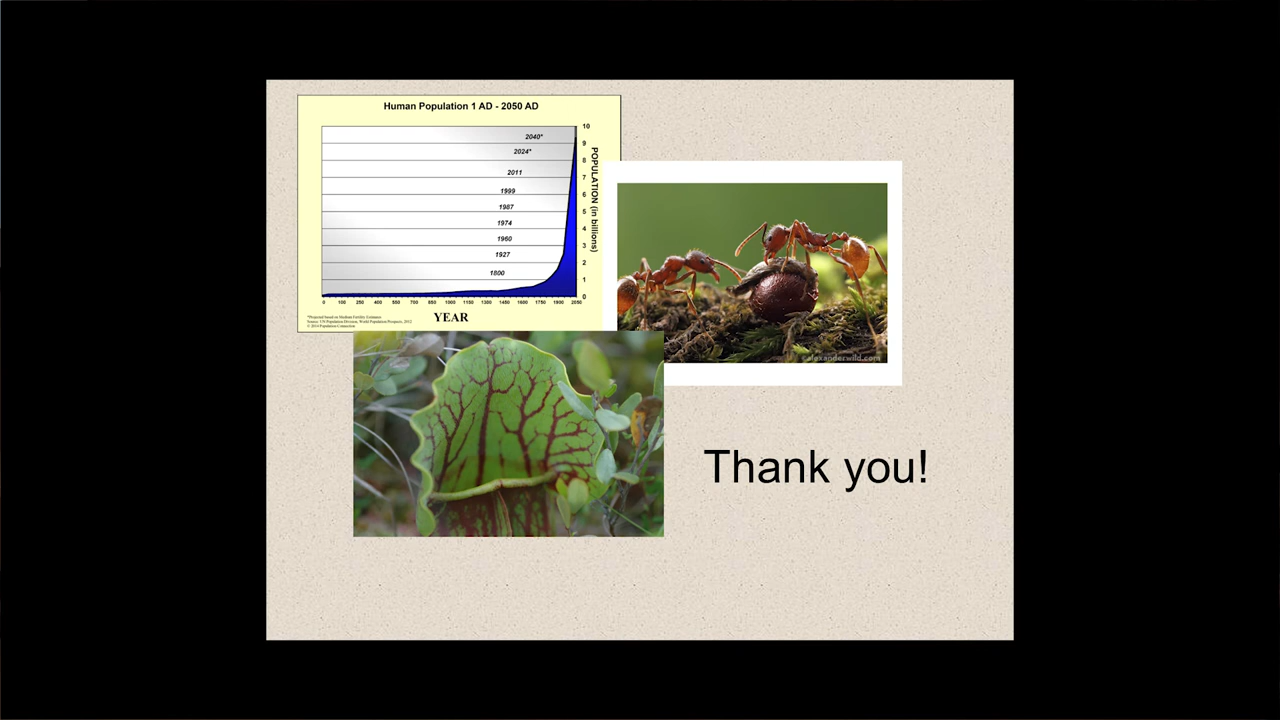 Human Population 1 AD - 2050 AD
10
2040*
9
2024*
8
2011
7
1999
6
1987
5
1974
4
1960
3
1927
2
1800
1
0
POPULATION (in billions)
0 100 250 400 550 700 850 1000 1150 1300 1450 1600 1750 1900 2050
YEAR
*Projected based on Medium Fertility Estimates
Source: UN Population Division, World Population Prospects, 2012
© 2014 Population Connection
©alexanderwild.com
Thank you!